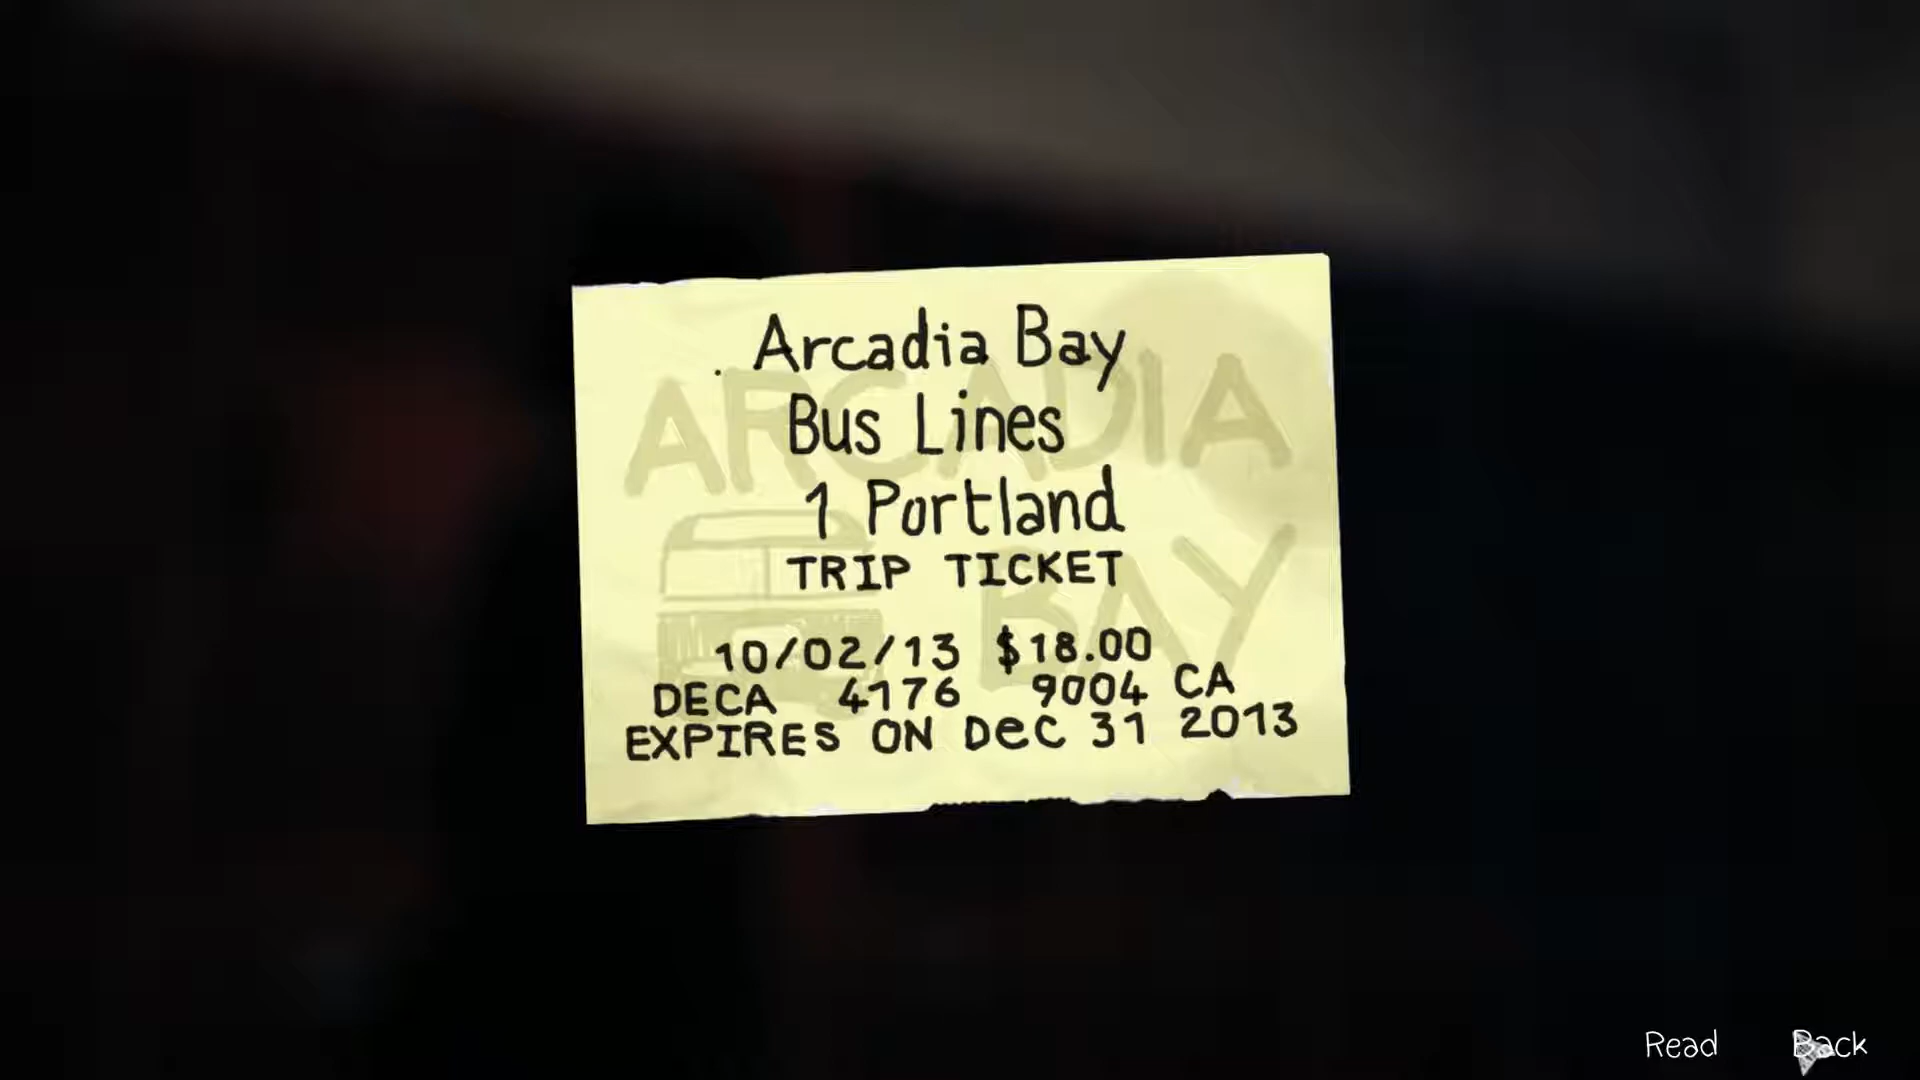 Arcadia Bay
Bus Lines
1 Portland
TRIP TICKET
10/02/13 $18.00
DECA 4176 9004 CA
EXPIRES ON Dec 31 2013
ARCADIA
BAY
Read Back